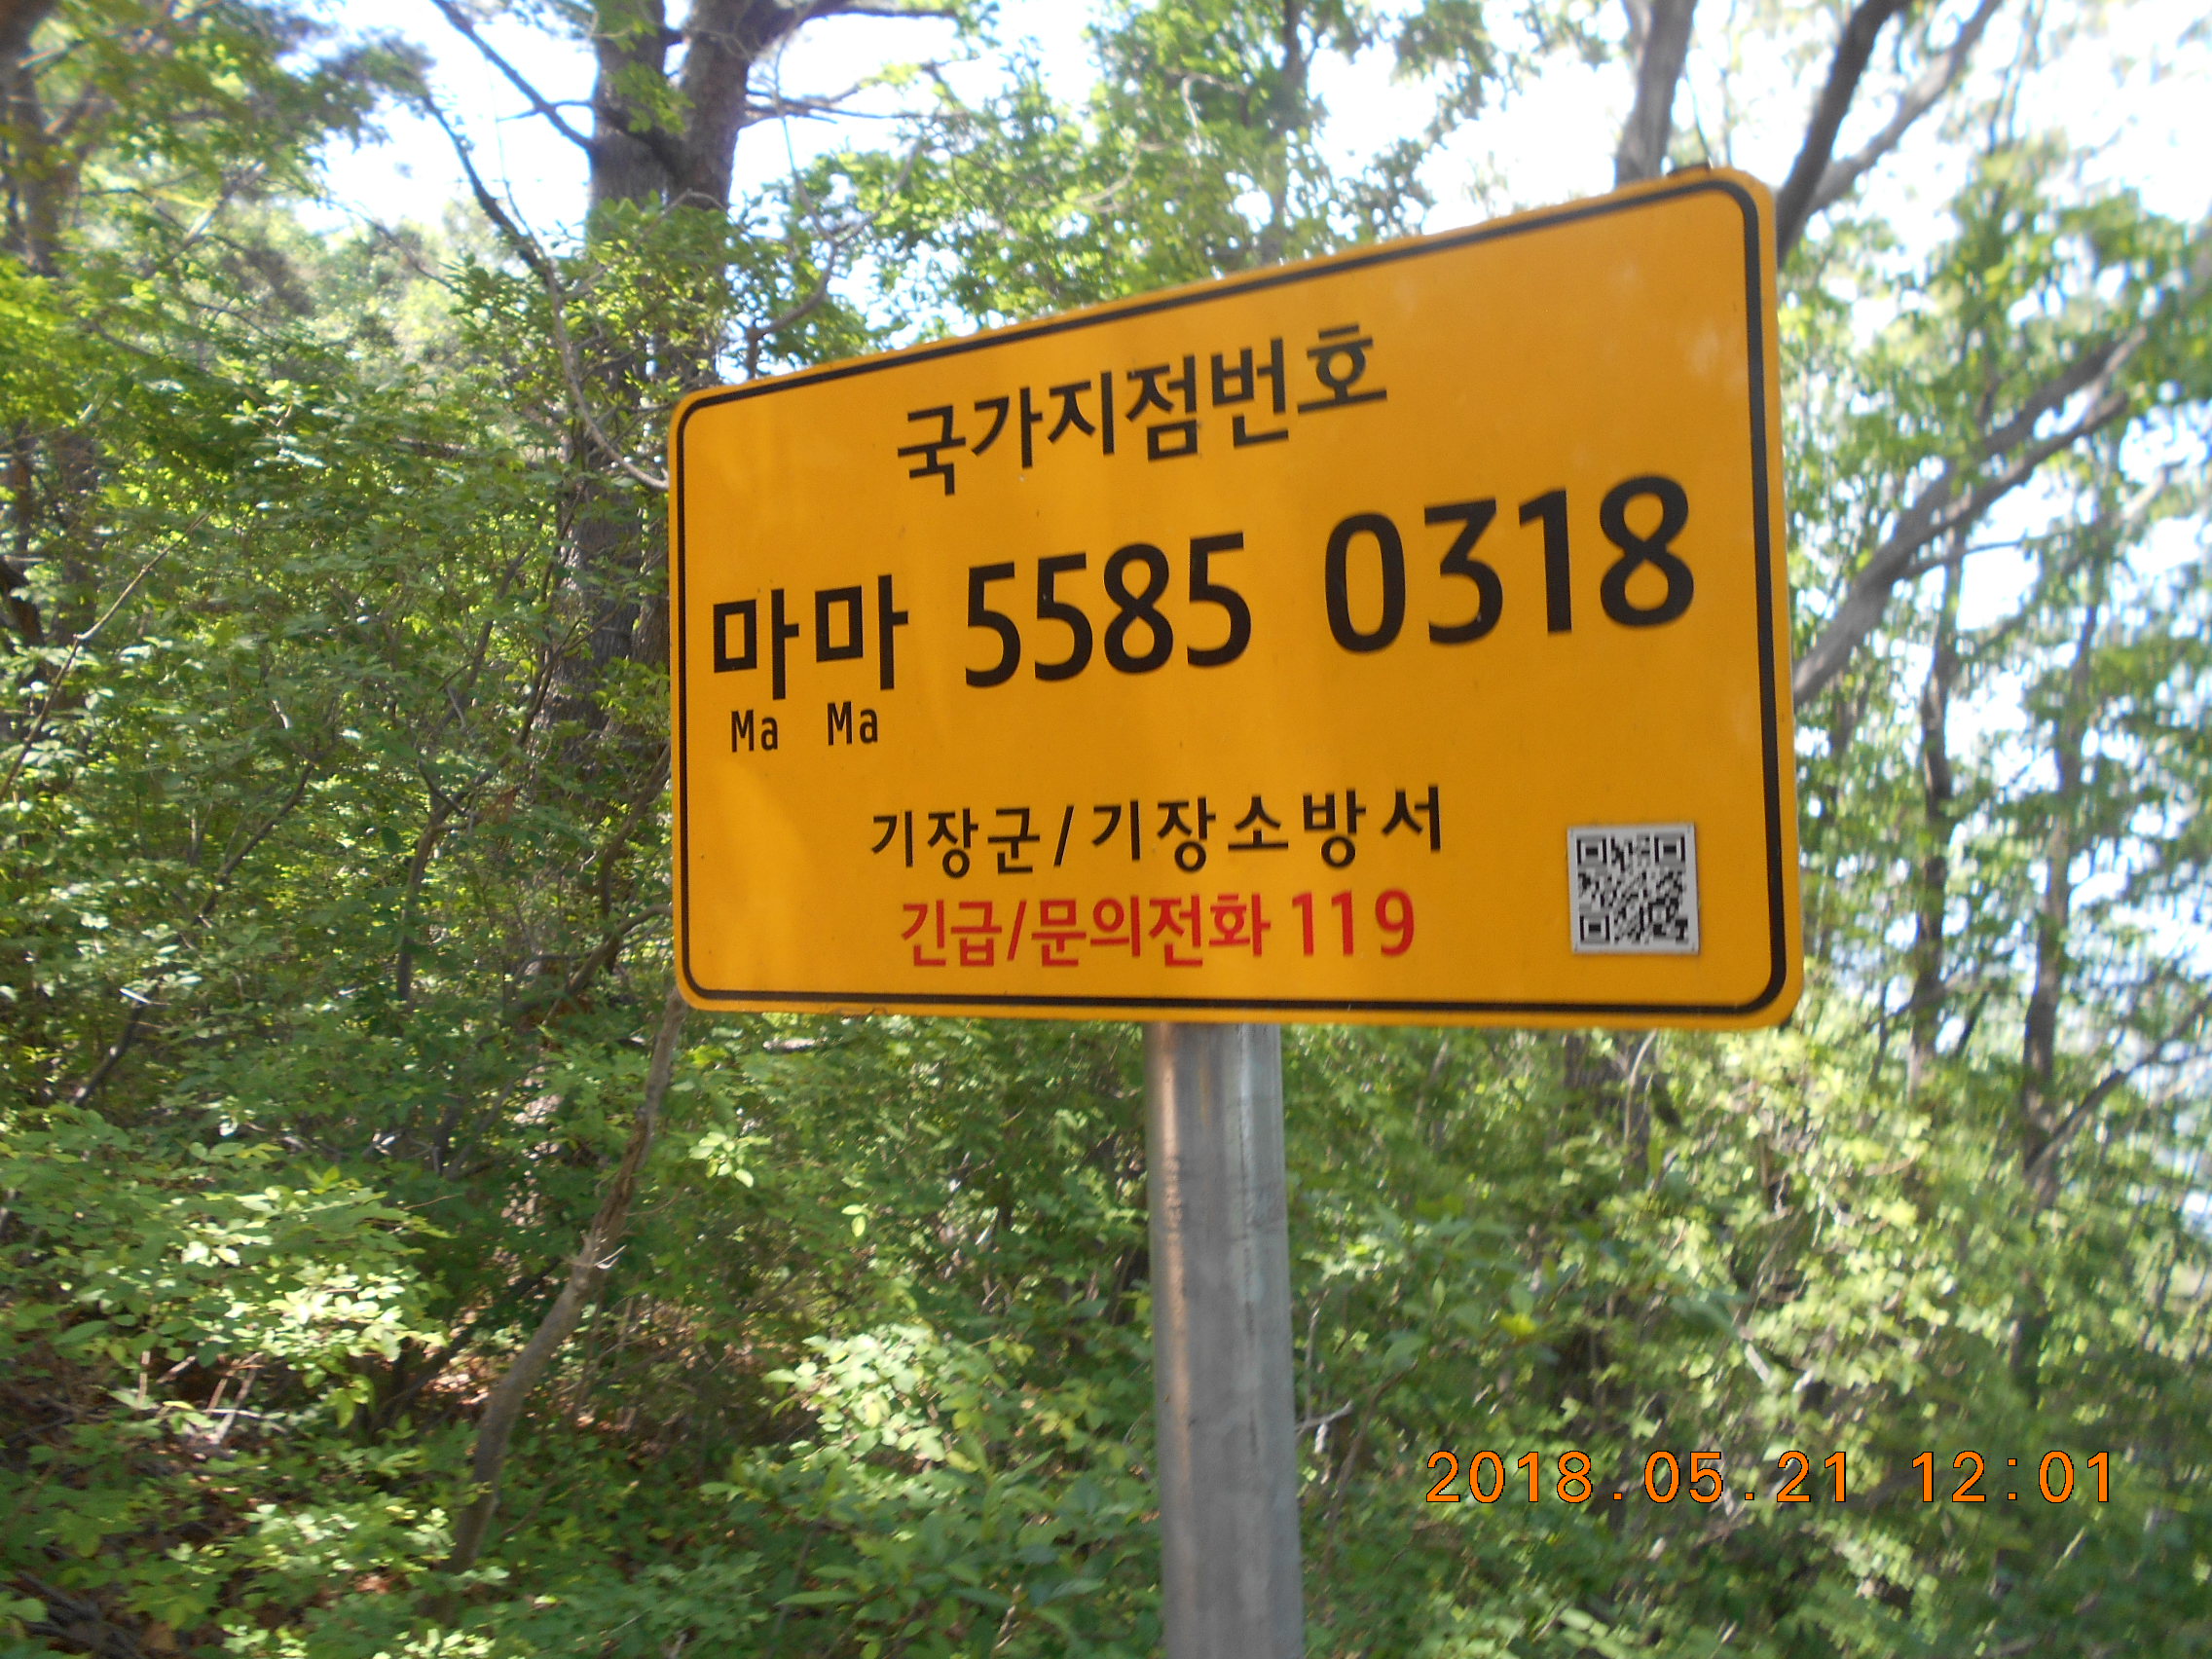 국가지점번호
마마 5585 0318
Ma Ma
기장군/기장소방서
긴급/문의전화 119
2018.05.21 12:01